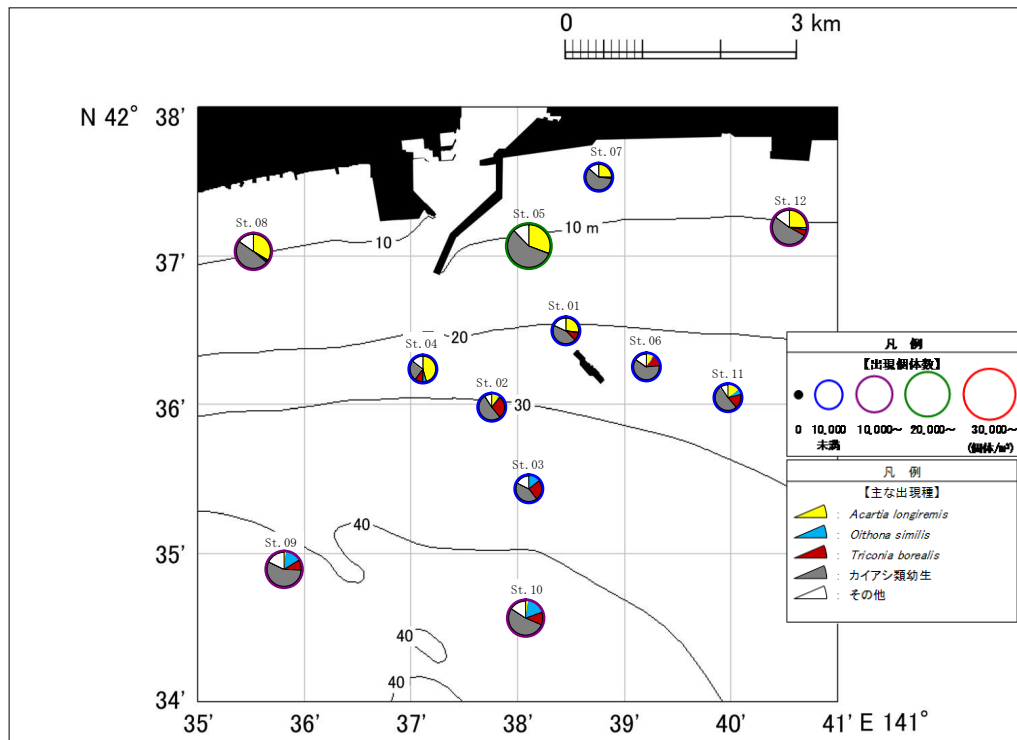 0 3 km
N 42° 38'
St.07
St.12
St.08
St.05
10 10 m
37'
St.01
20
St.04
St.06
St.11
St.02
36'
30
St.03
40
35'
St.09
St.10
40
40
34'
35' 36' 37' 38' 39' 40' 41' E 141°
凡 例
【出現個体数】
0 10,000未満 10,000～ 20,000～ 30,000～
(個体/m³)
凡 例
【主な出現種】
: Acartia longiremis
: Oithona similis
: Triconia borealis
: カイアシ類幼生
: その他